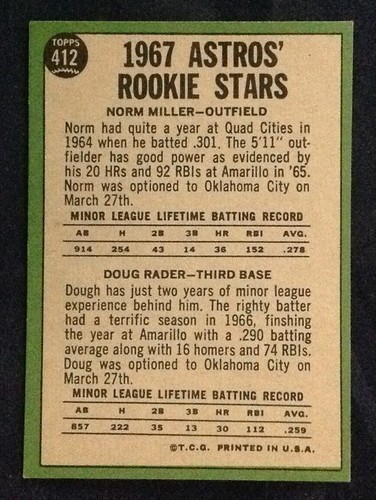 TOPPS
412
1967 ASTROS'
ROOKIE STARS
NORM MILLER—OUTFIELD
Norm had quite a year at Quad Cities in
1964 when he batted .301. The 5'11" out-
fielder has good power as evidenced by
his 20 HRs and 92 RBIs at Amarillo in '65.
Norm was optioned to Oklahoma City on
March 27th.
MINOR LEAGUE LIFETIME BATTING RECORD
AB H 2B 3B HR RBI AVG.
914 254 43 14 36 152 .278
DOUG RADER—THIRD BASE
Dough has just two years of minor league
experience behind him. The righty batter
had a terrific season in 1966, finshing
the year at Amarillo with a .290 batting
average along with 16 homers and 74 RBIs.
Doug was optioned to Oklahoma City on
March 27th.
MINOR LEAGUE LIFETIME BATTING RECORD
AB H 2B 3B HR RBI AVG.
857 222 35 13 30 112 .259
©T.C.G. PRINTED IN U.S.A.